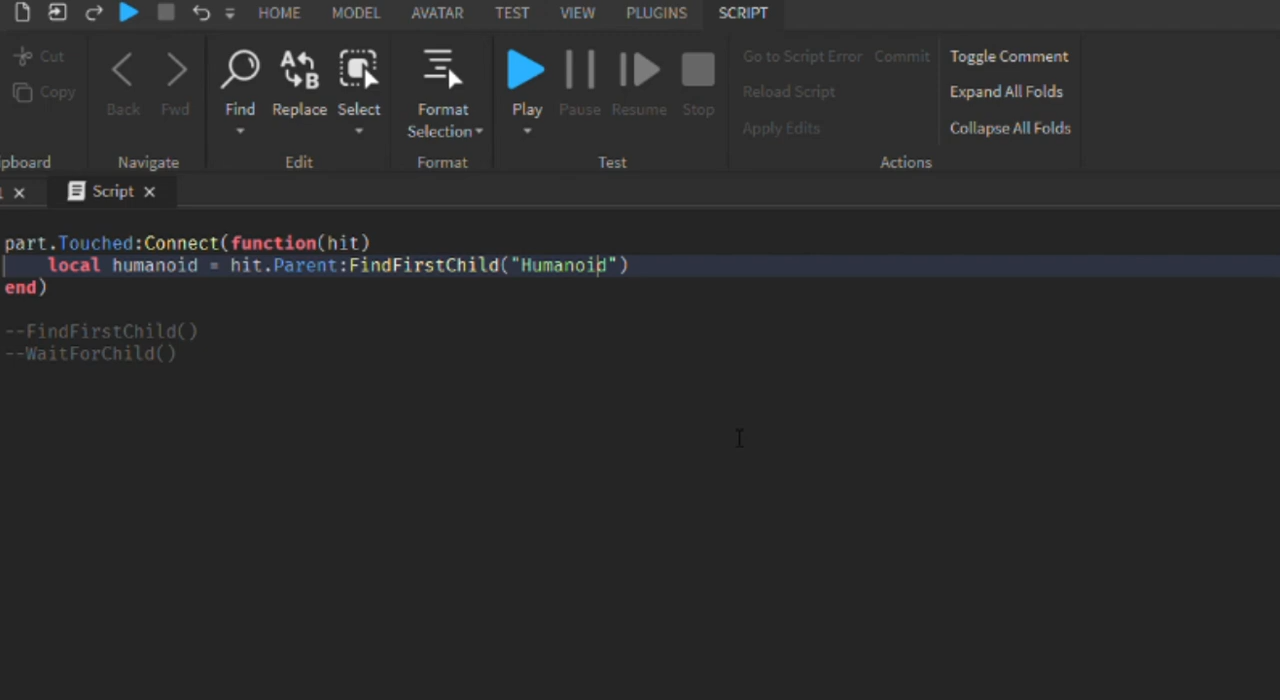 HOME MODEL AVATAR TEST VIEW PLUGINS SCRIPT
Cut
Copy
Back Fwd
Find Replace Select
Format
Selection
Play Pause Resume Stop
Go to Script Error Commit
Reload Script
Apply Edits
Toggle Comment
Expand All Folds
Collapse All Folds
ipboard Navigate Edit Format Test Actions
Script
part.Touched:Connect(function(hit)
local humanoid = hit.Parent:FindFirstChild("Humanoid")
end)
--FindFirstChild()
--WaitForChild()